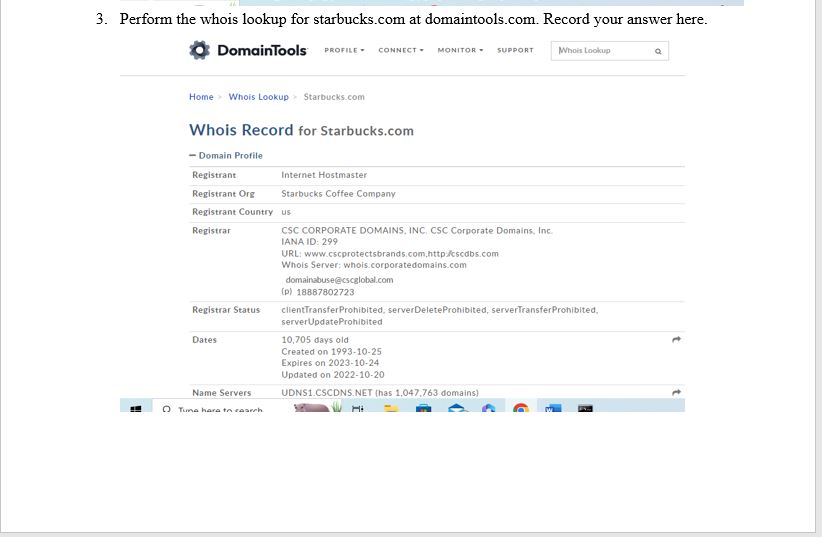 3. Perform the whois lookup for starbucks.com at domaintools.com. Record your answer here.
DomainTools PROFILE CONNECT MONITOR SUPPORT Whois Lookup
Home > Whois Lookup > Starbucks.com
Whois Record for Starbucks.com
— Domain Profile
Registrant Internet Hostmaster
Registrant Org Starbucks Coffee Company
Registrant Country us
Registrar CSC CORPORATE DOMAINS, INC. CSC Corporate Domains, Inc.
IANA ID: 299
URL: www.cscprotectsbrands.com,http://cscdbs.com
Whois Server: whois.corporatedomains.com
domainabuse@cscglobal.com
(p) 18887802723
Registrar Status clientTransferProhibited, serverDeleteProhibited, serverTransferProhibited,
serverUpdateProhibited
Dates 10,705 days old
Created on 1993-10-25
Expires on 2023-10-24
Updated on 2022-10-20
Name Servers UDNS1.CSCDNS.NET (has 1,047,763 domains)
Type here to search